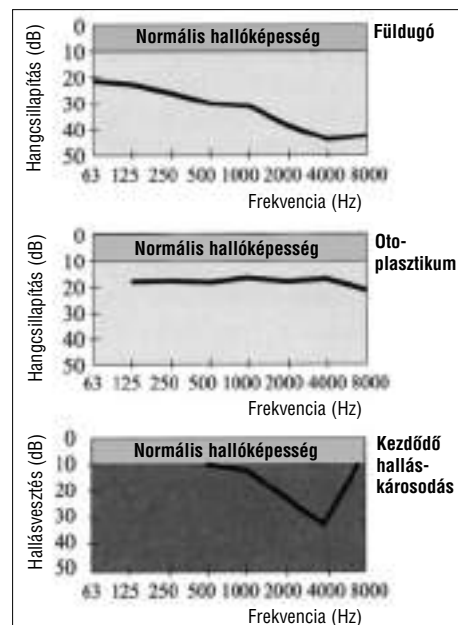 Hangcsillapítás (dB)
0
10
20
30
40
50
Normális hallóképesség
Füldugó
63 125 250 500 1000 2000 4000 8000
Frekvencia (Hz)
Hangcsillapítás (dB)
0
10
20
30
40
50
Normális hallóképesség
Oto-
plasztikum
63 125 250 500 1000 2000 4000 8000
Frekvencia (Hz)
Hallásvesztés (dB)
0
10
20
30
40
50
Normális hallóképesség
Kezdődő
hallás-
károsodás
63 125 250 500 1000 2000 4000 8000
Frekvencia (Hz)